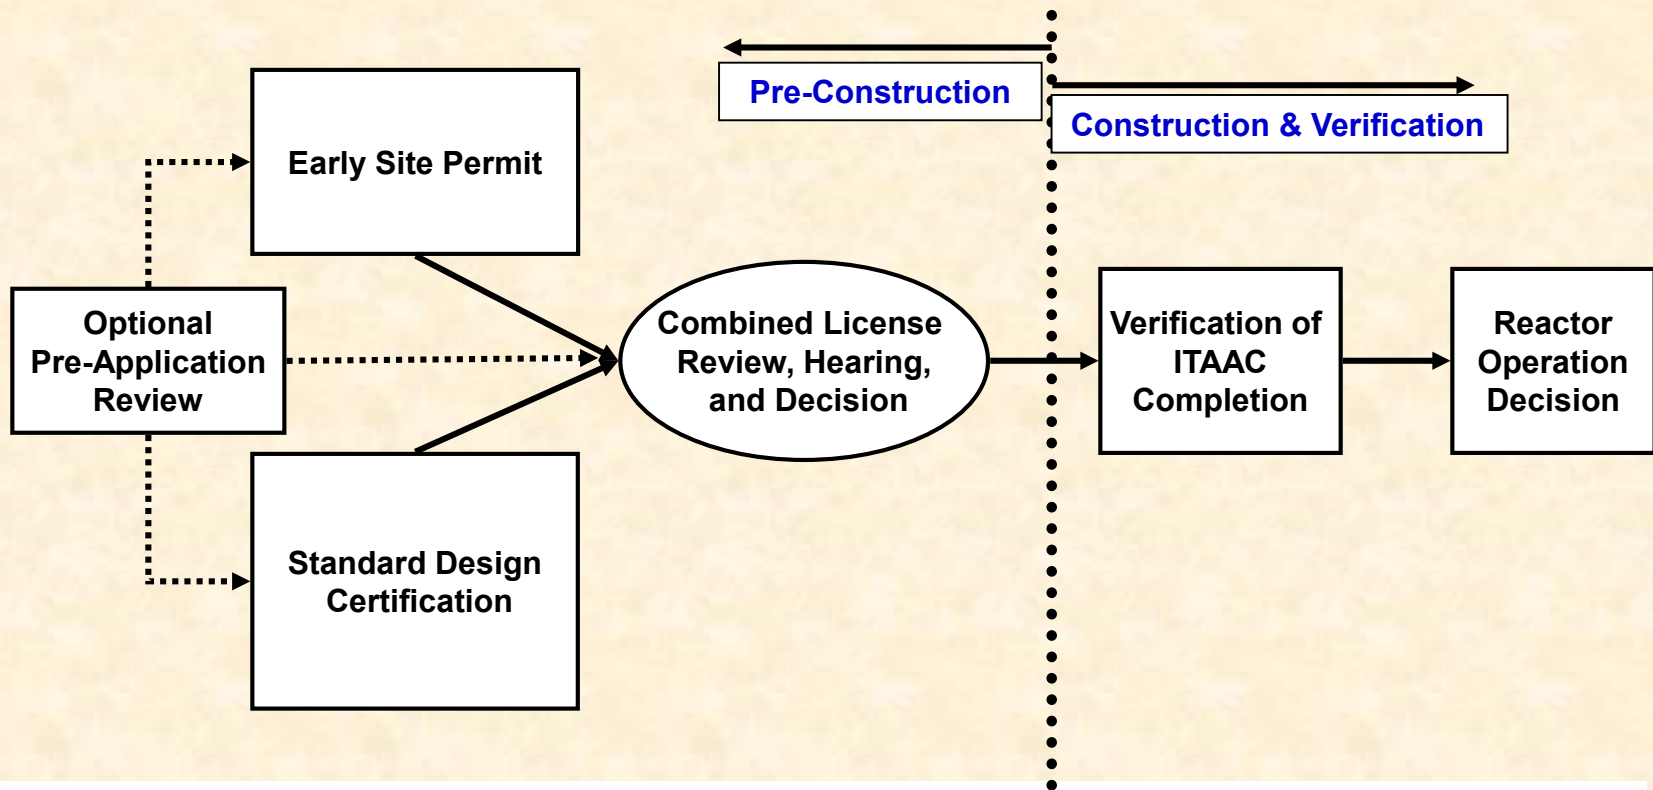 Pre-Construction
Construction & Verification
Early Site Permit
Optional
Pre-Application
Review
Combined License
Review, Hearing,
and Decision
Verification of
ITAAC
Completion
Reactor
Operation
Decision
Standard Design
Certification